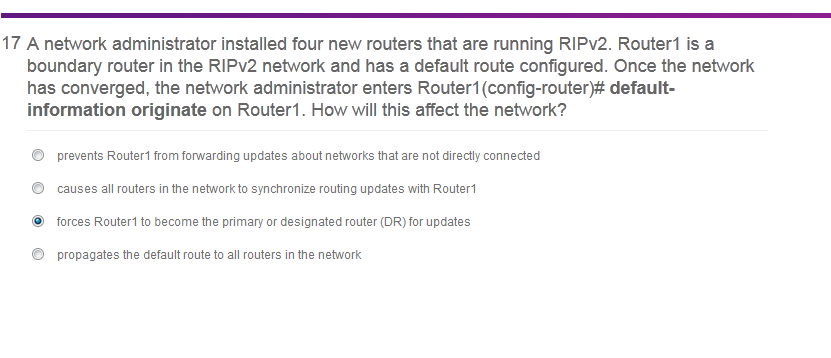 17 A network administrator installed four new routers that are running RIPv2. Router1 is a
boundary router in the RIPv2 network and has a default route configured. Once the network
has converged, the network administrator enters Router1(config-router)# default-
information originate on Router1. How will this affect the network?
prevents Router1 from forwarding updates about networks that are not directly connected
causes all routers in the network to synchronize routing updates with Router1
forces Router1 to become the primary or designated router (DR) for updates
propagates the default route to all routers in the network